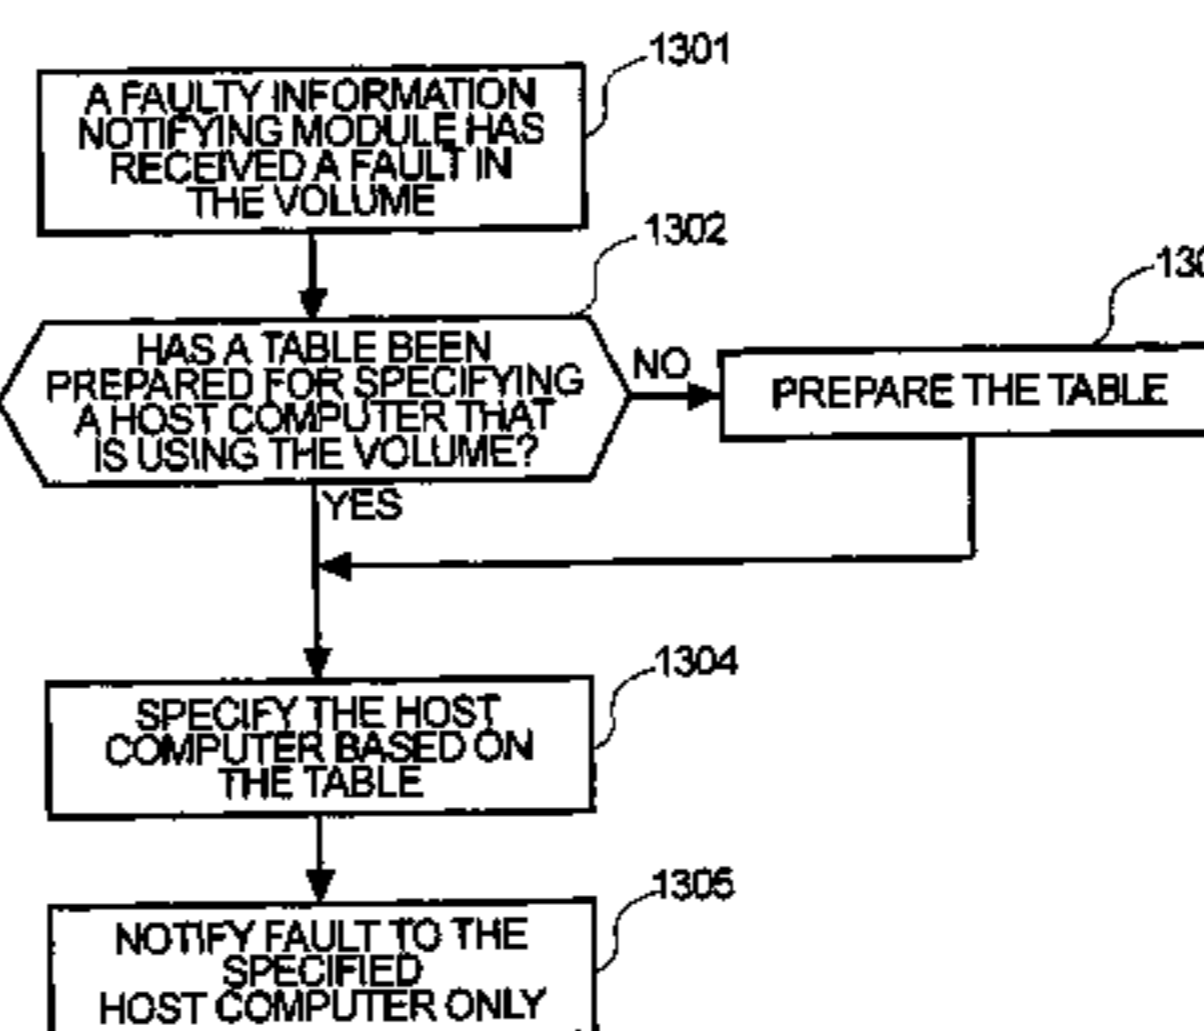 1301
A FAULTY INFORMATION
NOTIFYING MODULE HAS
RECEIVED A FAULT IN
THE VOLUME
1302
HAS A TABLE BEEN
PREPARED FOR SPECIFYING
A HOST COMPUTER THAT
IS USING THE VOLUME?
NO
PREPARE THE TABLE
YES
1304
SPECIFY THE HOST
COMPUTER BASED ON
THE TABLE
1305
NOTIFY FAULT TO THE
SPECIFIED
HOST COMPUTER ONLY